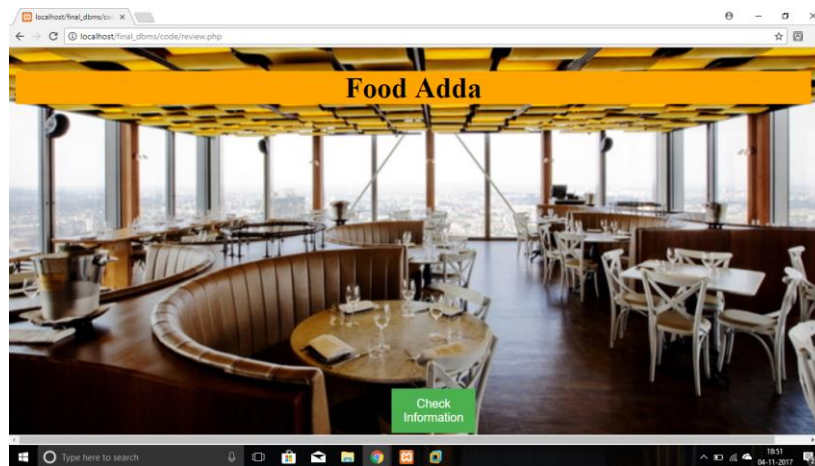 localhost/final_dbms/co
localhost/final_dbms/code/review.php
Food Adda
Check
Information
Type here to search
18:51
04-11-2017